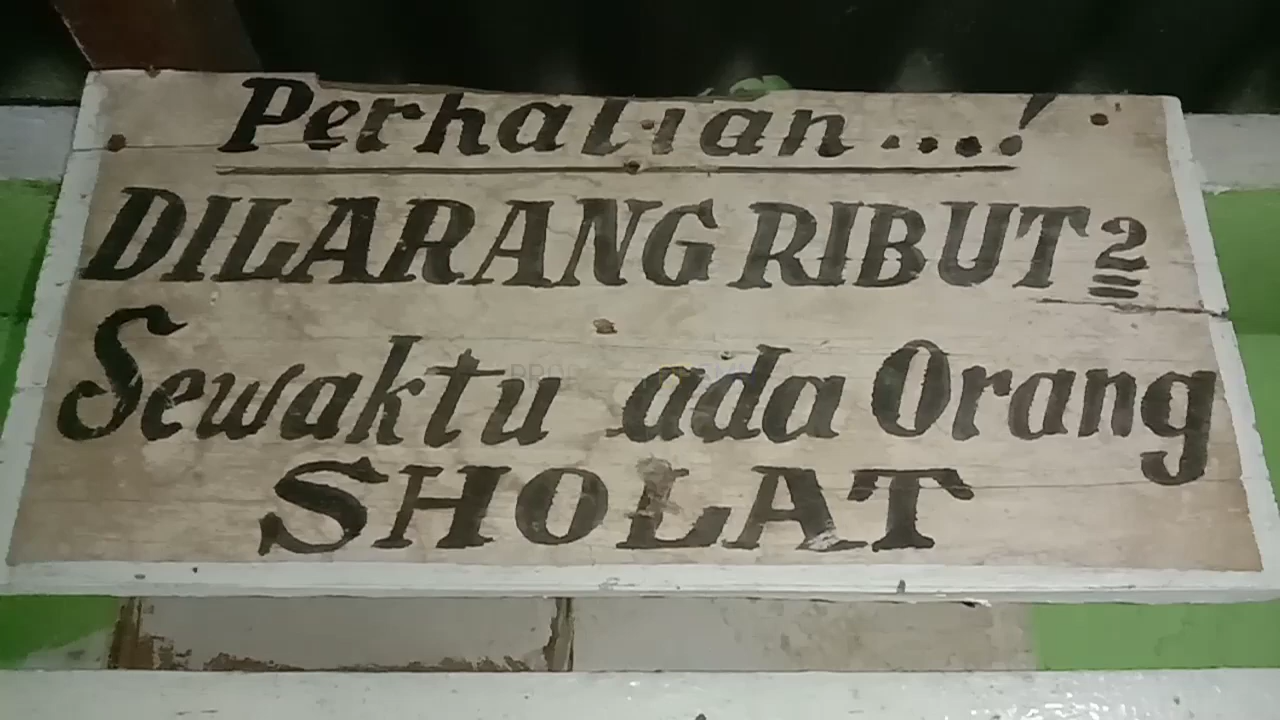 Perhatian....!
DILARANG RIBUT 2
Sewaktu ada Orang
SHOLAT